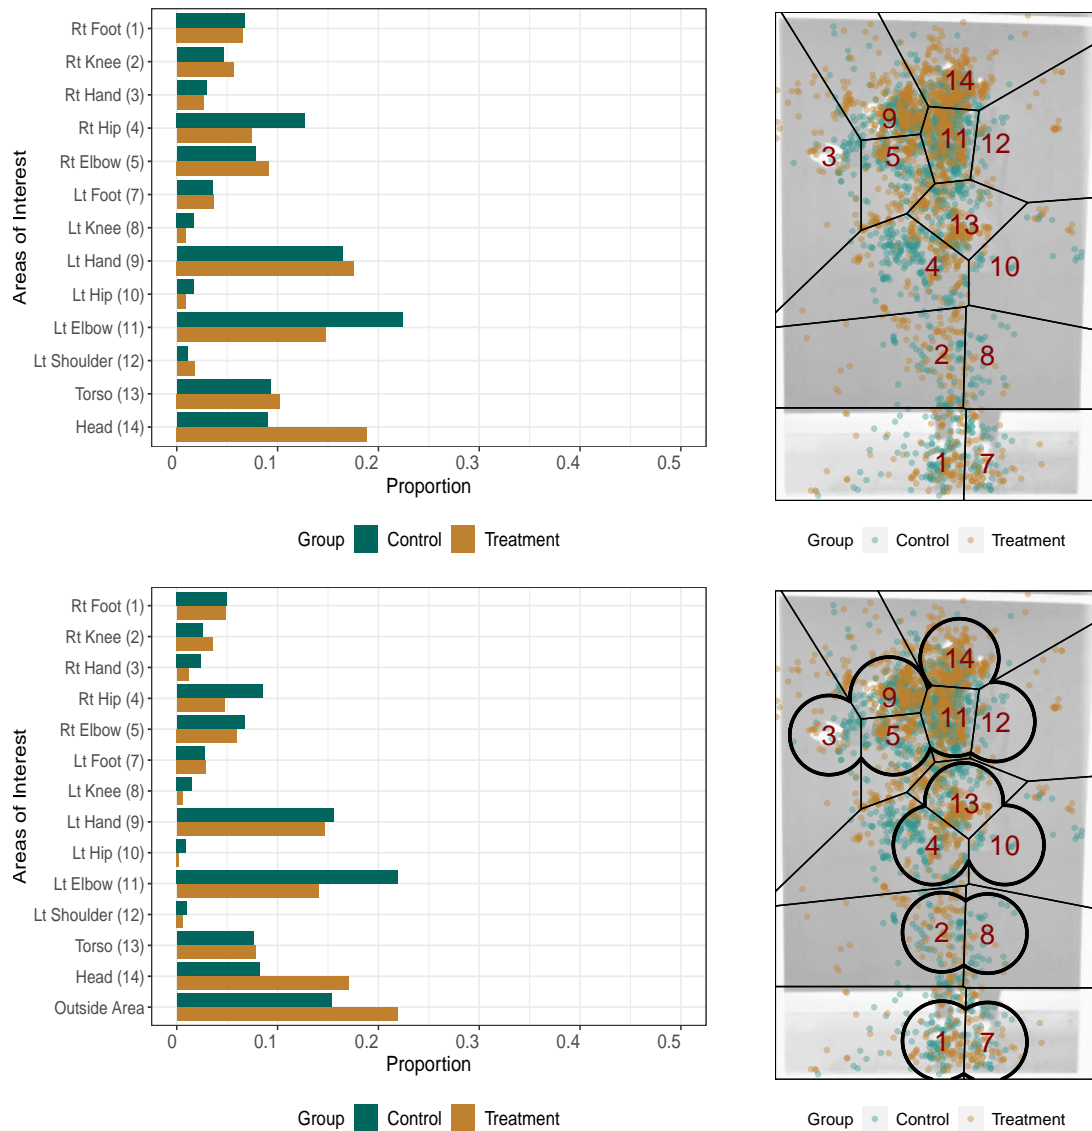 Areas of Interest
Rt Foot (1)
Rt Knee (2)
Rt Hand (3)
Rt Hip (4)
Rt Elbow (5)
Lt Foot (7)
Lt Knee (8)
Lt Hand (9)
Lt Hip (10)
Lt Elbow (11)
Lt Shoulder (12)
Torso (13)
Head (14)
0 0.1 0.2 0.3 0.4 0.5
Proportion
Group Control Treatment
14
9
11
12
3
5
13
4
10
2
8
1
7
Group Control Treatment
Areas of Interest
Rt Foot (1)
Rt Knee (2)
Rt Hand (3)
Rt Hip (4)
Rt Elbow (5)
Lt Foot (7)
Lt Knee (8)
Lt Hand (9)
Lt Hip (10)
Lt Elbow (11)
Lt Shoulder (12)
Torso (13)
Head (14)
Outside Area
0 0.1 0.2 0.3 0.4 0.5
Proportion
Group Control Treatment
14
9
11
12
3
5
13
4
10
2
8
1
7
Group Control Treatment